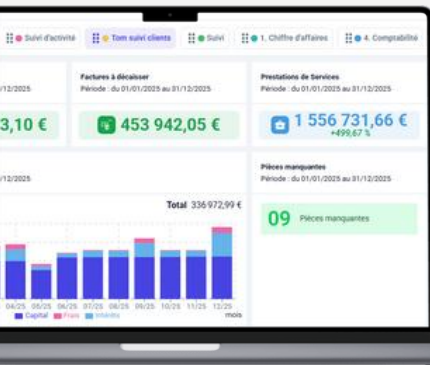 Suivi d'activité
Tom suivi clients
Suivi
1. Chiffre d'affaires
4. Comptabilité
/12/2025
Factures à décaisser
Période : du 01/01/2025 au 31/12/2025
Prestations de Services
Période : du 01/01/2025 au 31/12/2025
3,10 €
453 942,05 €
1 556 731,66 €
+499,67 %
/12/2025
Pièces manquantes
Période : du 01/01/2025 au 31/12/2025
Total 336 972,99 €
09 Pièces manquantes
04/25 05/25 06/25 07/25 08/25 09/25 10/25 11/25 12/25
Capital Frais Intérêts
mois